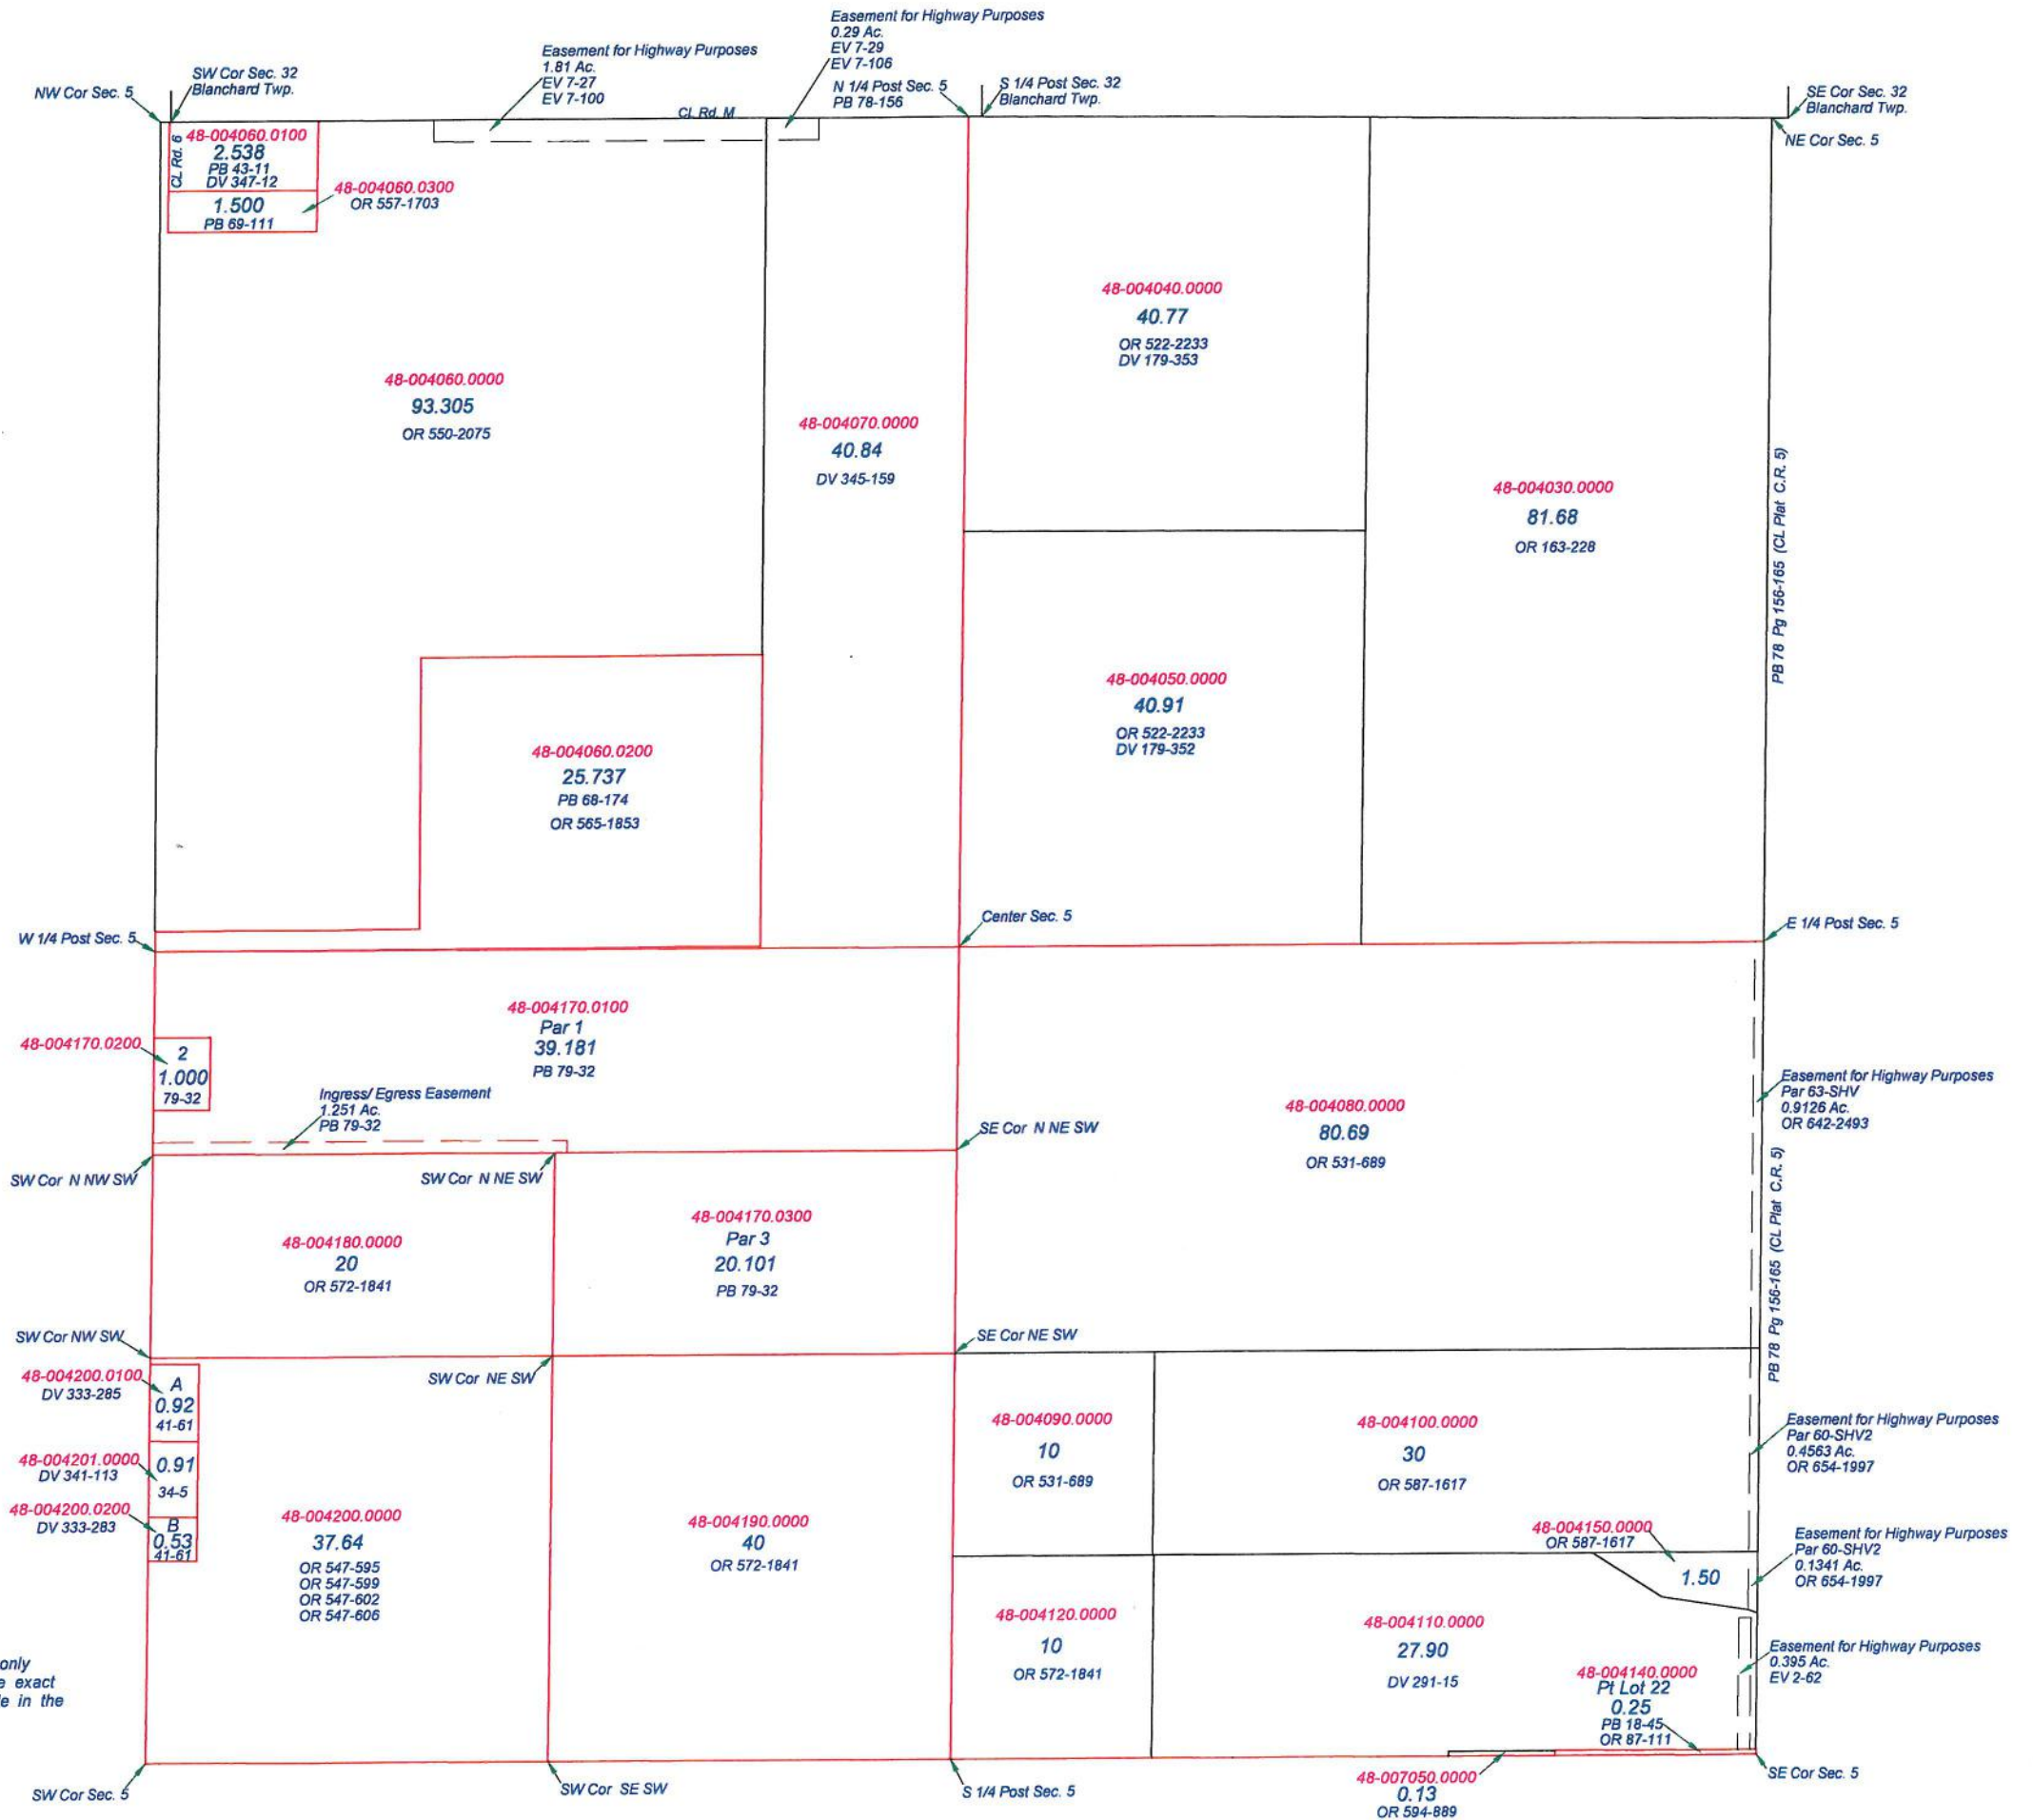 Easement for Highway Purposes
0.29 Ac.
EV 7-29
EV 7-106
Easement for Highway Purposes
1.81 Ac.
EV 7-27
EV 7-100
SW Cor Sec. 32
Blanchard Twp.
NW Cor Sec. 5
N 1/4 Post Sec. 5
PB 78-156
S 1/4 Post Sec. 32
Blanchard Twp.
SE Cor Sec. 32
Blanchard Twp.
NE Cor Sec. 5
CL Rd. M
CL Rd. 6
48-004060.0100
2.538
PB 43-11
DV 347-12
48-004060.0300
OR 557-1703
1.500
PB 69-111
48-004040.0000
40.77
OR 522-2233
DV 179-353
48-004060.0000
93.305
OR 550-2075
48-004070.0000
40.84
DV 345-159
48-004030.0000
81.68
OR 163-228
PB 78 Pg 156-165 (CL Plat C.R. 5)
48-004050.0000
40.91
OR 522-2233
DV 179-352
48-004060.0200
25.737
PB 68-174
OR 565-1853
Center Sec. 5
W 1/4 Post Sec. 5
E 1/4 Post Sec. 5
48-004170.0100
Par 1
39.181
PB 79-32
48-004170.0200
2
1.000
79-32
Ingress/ Egress Easement
1.251 Ac.
PB 79-32
Easement for Highway Purposes
Par 63-SHV
0.9126 Ac.
OR 642-2493
48-004080.0000
80.69
OR 531-689
SE Cor N NE SW
SW Cor N NW SW
SW Cor N NE SW
PB 78 Pg 156-165 (CL Plat C.R. 5)
48-004180.0000
20
OR 572-1841
48-004170.0300
Par 3
20.101
PB 79-32
SW Cor NW SW
SE Cor NE SW
SW Cor NE SW
48-004200.0100
DV 333-285
A
0.92
41-61
48-004201.0000
DV 341-113
0.91
34-5
48-004200.0200
DV 333-283
B
0.53
41-61
48-004200.0000
37.64
OR 547-595
OR 547-599
OR 547-602
OR 547-606
48-004190.0000
40
OR 572-1841
48-004090.0000
10
OR 531-689
48-004100.0000
30
OR 587-1617
Easement for Highway Purposes
Par 60-SHV2
0.4563 Ac.
OR 654-1997
48-004150.0000
OR 587-1617
1.50
Easement for Highway Purposes
Par 60-SHV2
0.1341 Ac.
OR 654-1997
48-004120.0000
10
OR 572-1841
48-004110.0000
27.90
DV 291-15
Easement for Highway Purposes
0.395 Ac.
EV 2-62
48-004140.0000
Pt Lot 22
0.25
PB 18-45
OR 87-111
only
exact
in the
SW Cor Sec. 5
SW Cor SE SW
S 1/4 Post Sec. 5
48-007050.0000
0.13
OR 594-889
SE Cor Sec. 5